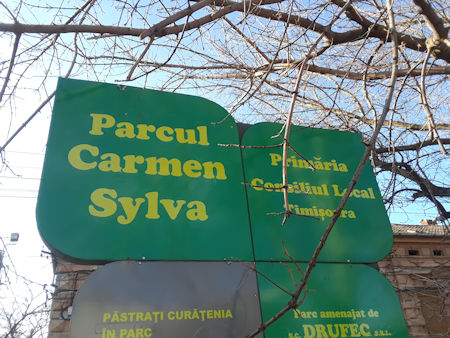 Parcul
Carmen
Sylva
Primăria
Consiliul Local
Timișoara
PĂSTRAȚI CURĂȚENIA
ÎN PARC
Parc amenajat de
s.c. DRUFEC s.r.l.